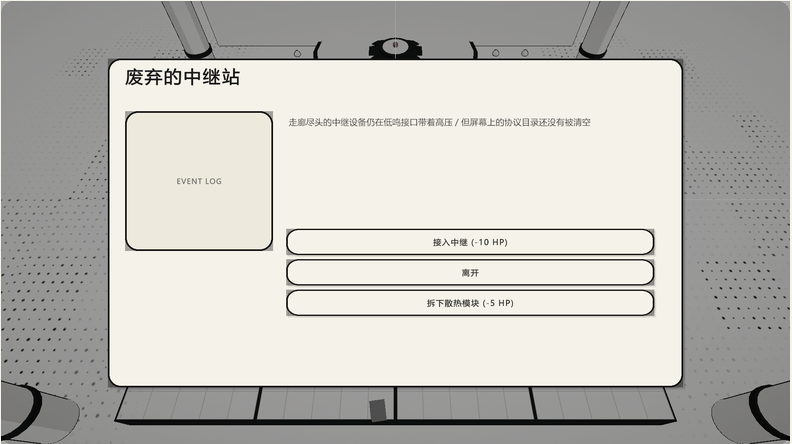 废弃的中继站
走廊尽头的中继设备仍在低鸣接口带着高压 / 但屏幕上的协议目录还没有被清空
EVENT LOG
接入中继 (-10 HP)
离开
拆下散热模块 (-5 HP)